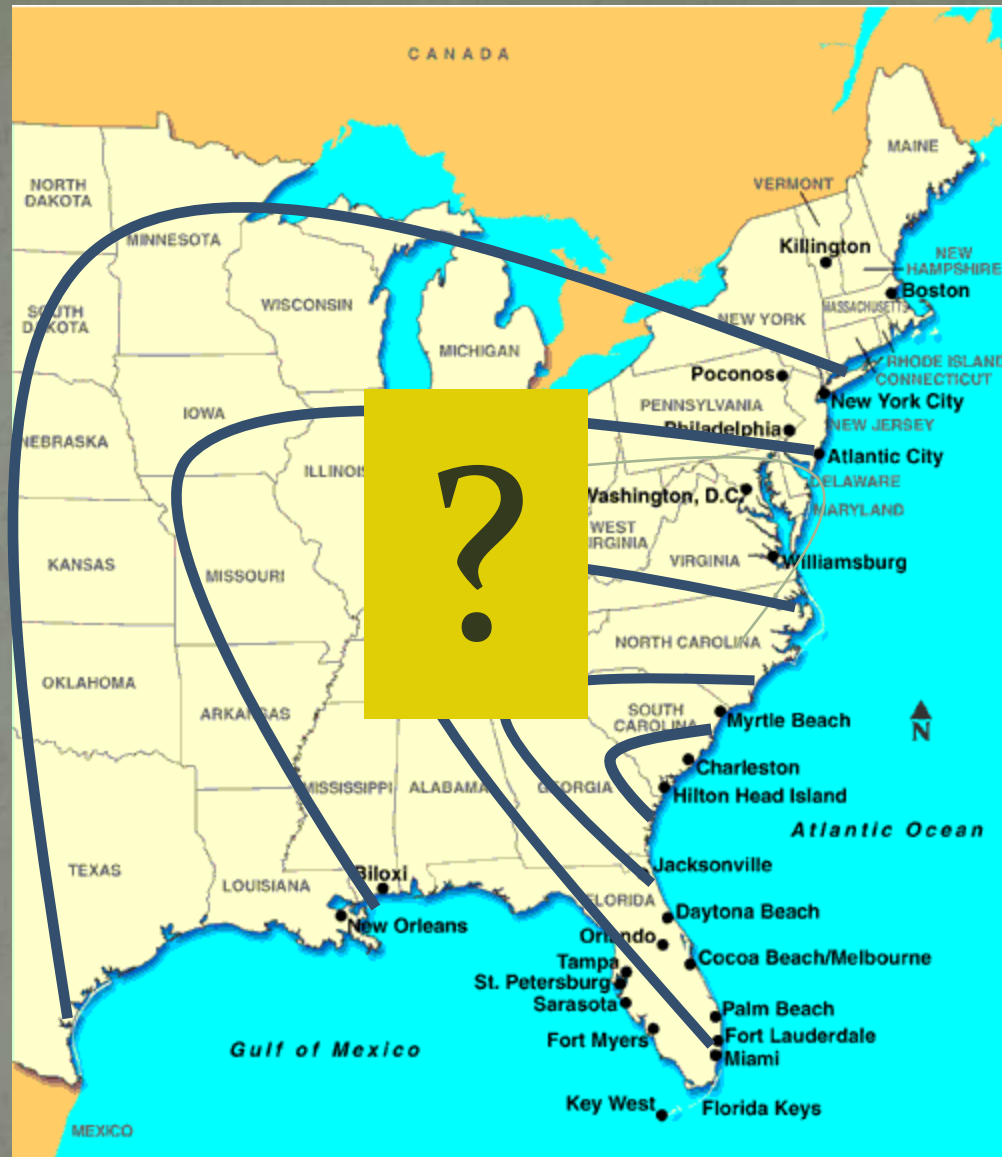 CANADA
MAINE
NORTH
DAKOTA
VERMONT
MINNESOTA
Killington
NEW
HAMPSHIRE
Boston
WISCONSIN
MASSACHUSETTS
SOUTH
DAKOTA
NEW YORK
MICHIGAN
RHODE ISLAND
CONNECTICUT
Poconos
New York City
PENNSYLVANIA
IOWA
NEW JERSEY
Philadelphia
NEBRASKA
Atlantic City
ILLINOIS
DELAWARE
Washington, D.C.
MARYLAND
?
WEST
VIRGINIA
VIRGINIA
Williamsburg
KANSAS
MISSOURI
NORTH CAROLINA
OKLAHOMA
ARKANSAS
SOUTH
CAROLINA
Myrtle Beach
N
Charleston
MISSISSIPPI
ALABAMA
GEORGIA
Hilton Head Island
Atlantic Ocean
Jacksonville
TEXAS
Biloxi
LOUISIANA
FLORIDA
Daytona Beach
New Orleans
Orlando
Cocoa Beach/Melbourne
Tampa
St. Petersburg
Sarasota
Palm Beach
Fort Myers
Fort Lauderdale
Gulf of Mexico
Miami
Key West
Florida Keys
MEXICO